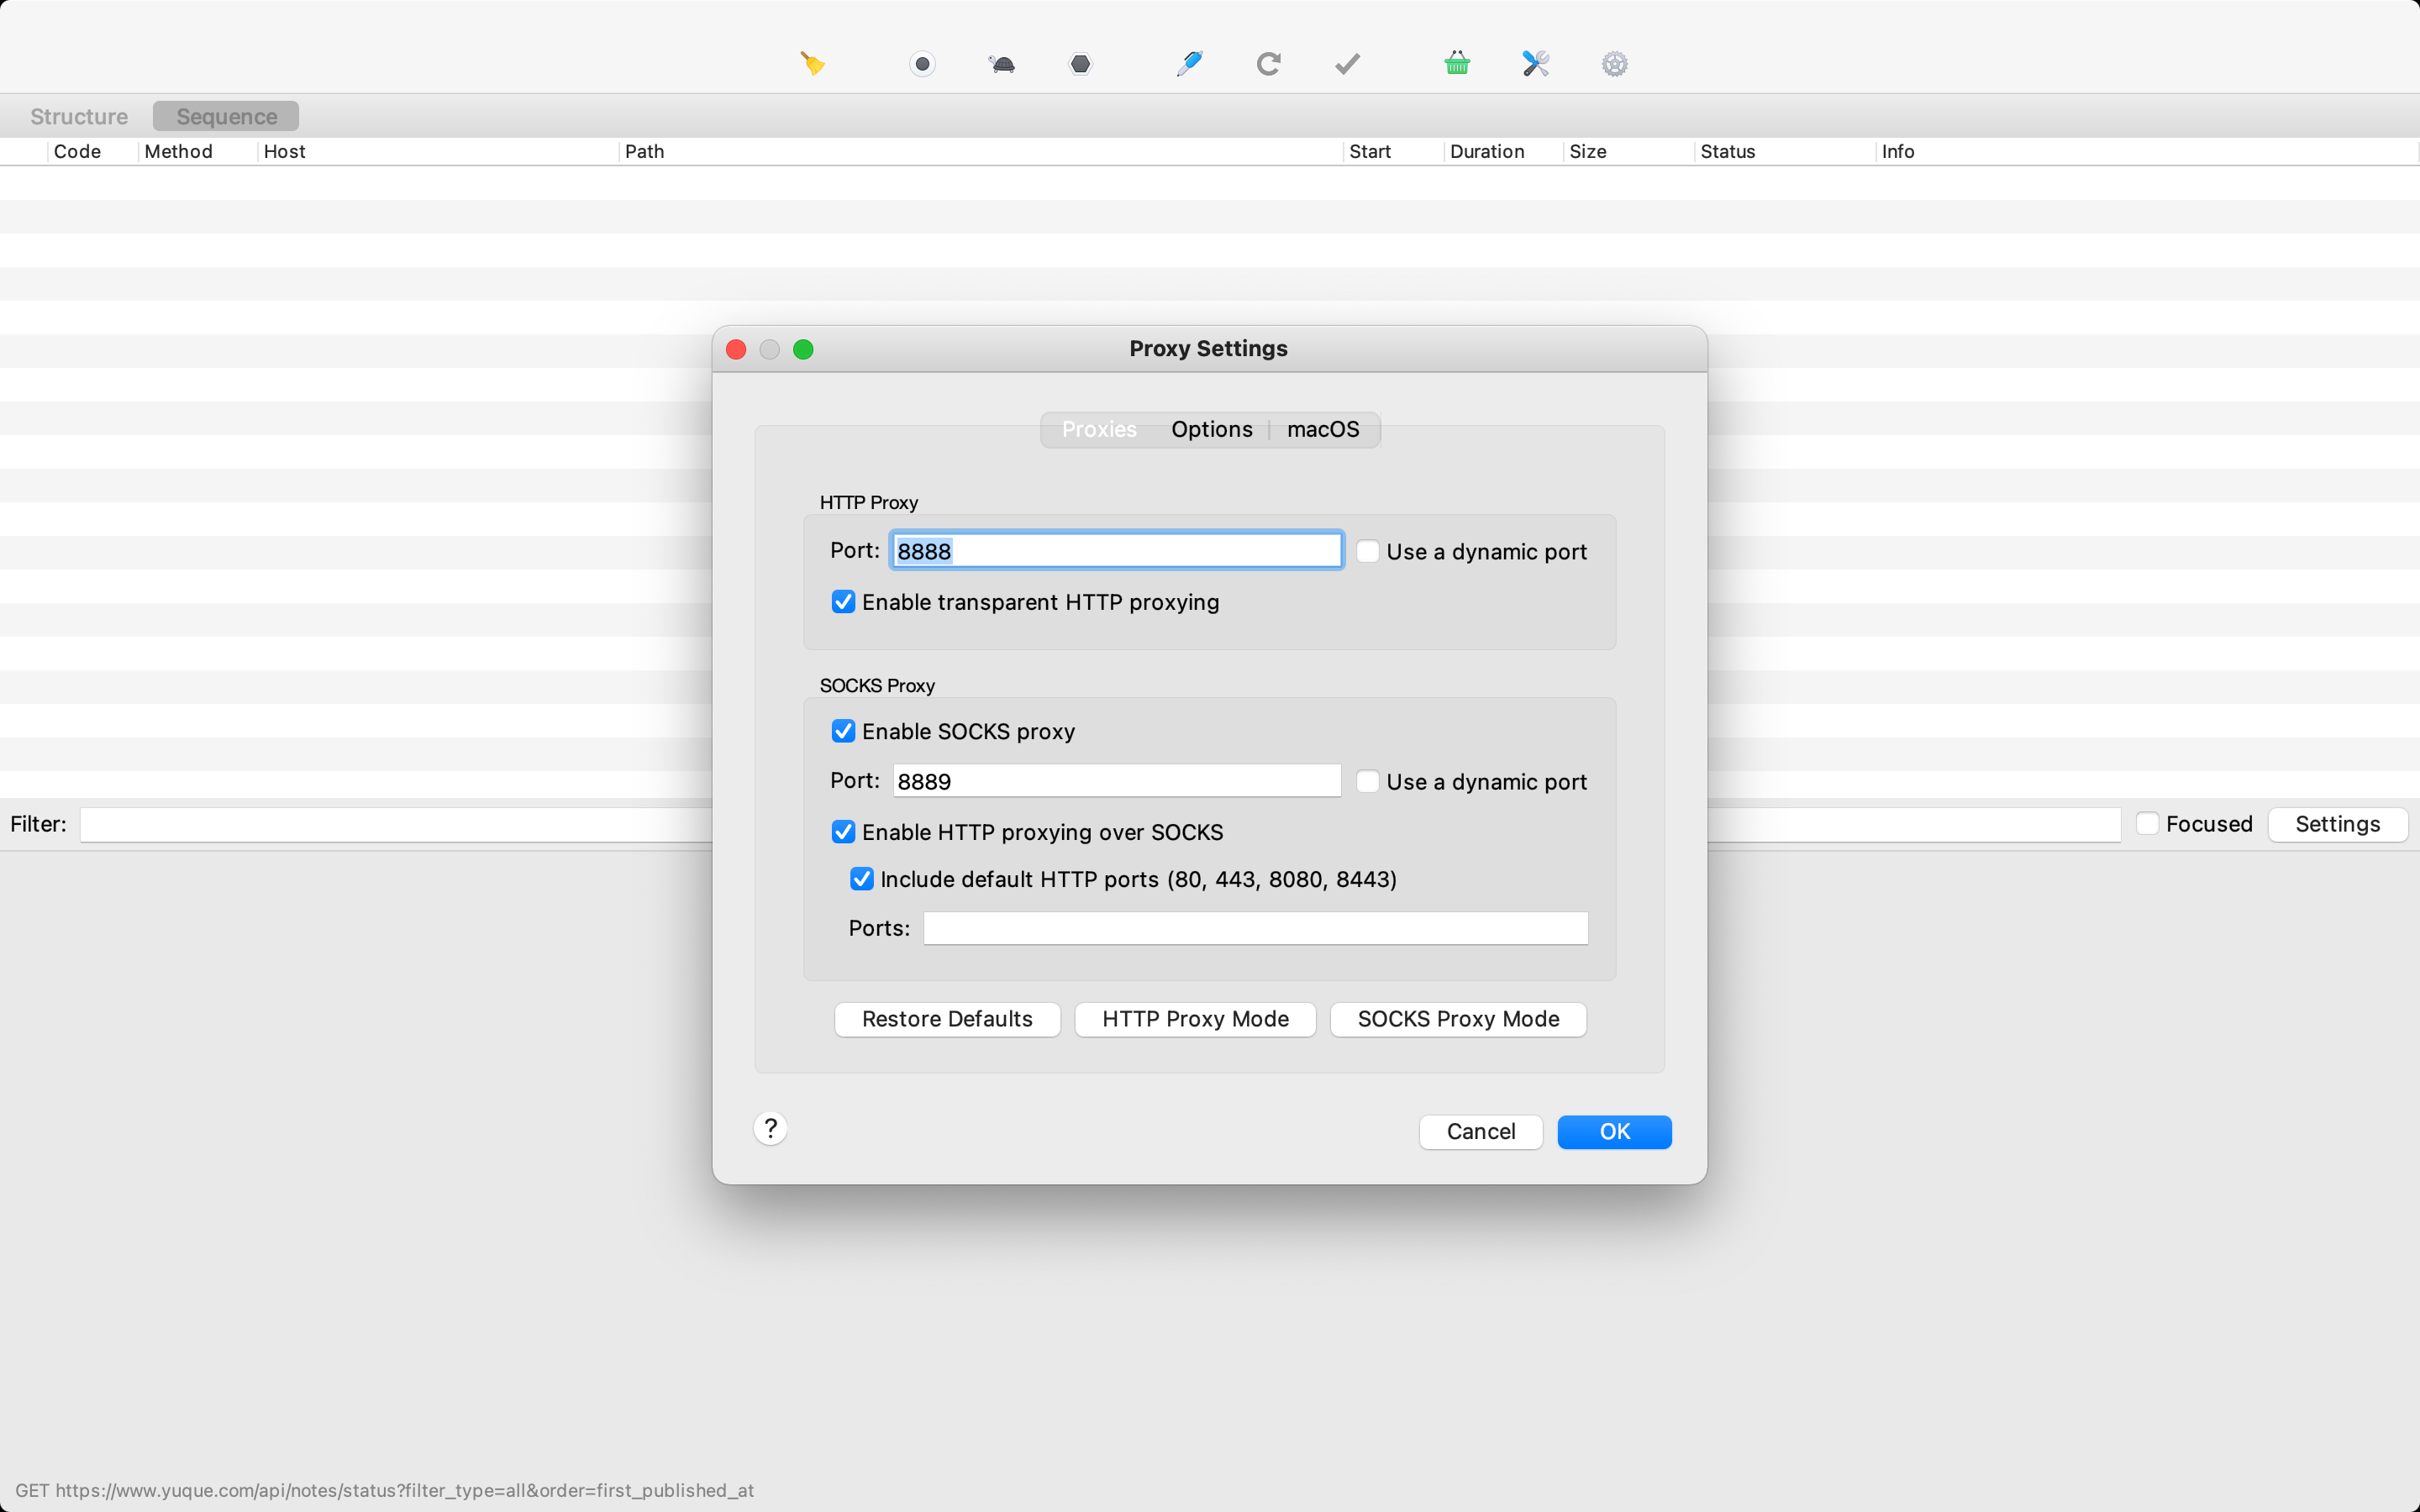 Structure Sequence
Code Method Host Path Start Duration Size Status Info
Proxy Settings
Proxies Options macOS
HTTP Proxy
Port: 8888 Use a dynamic port
Enable transparent HTTP proxying
SOCKS Proxy
Enable SOCKS proxy
Port: 8889 Use a dynamic port
Filter: Focused Settings
Enable HTTP proxying over SOCKS
Include default HTTP ports (80, 443, 8080, 8443)
Ports:
Restore Defaults HTTP Proxy Mode SOCKS Proxy Mode
? Cancel OK
GET https://www.yuque.com/api/notes/status?filter_type=all&order=first_published_at